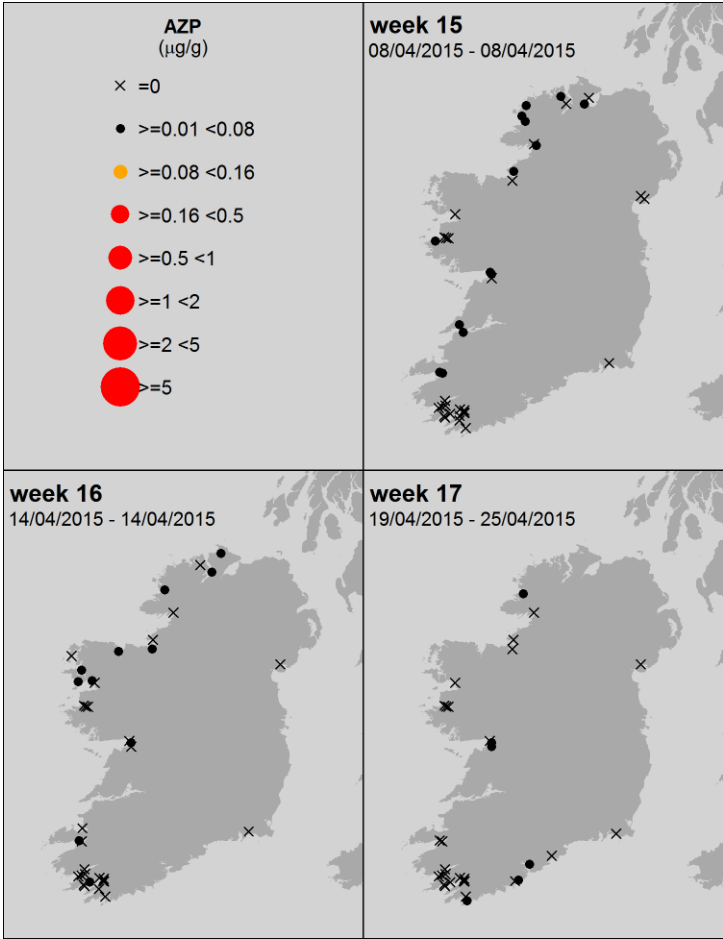 AZP
(µg/g)
=0
>=0.01 <0.08
>=0.08 <0.16
>=0.16 <0.5
>=0.5 <1
>=1 <2
>=2 <5
>=5
week 15
08/04/2015 - 08/04/2015
week 16
14/04/2015 - 14/04/2015
week 17
19/04/2015 - 25/04/2015